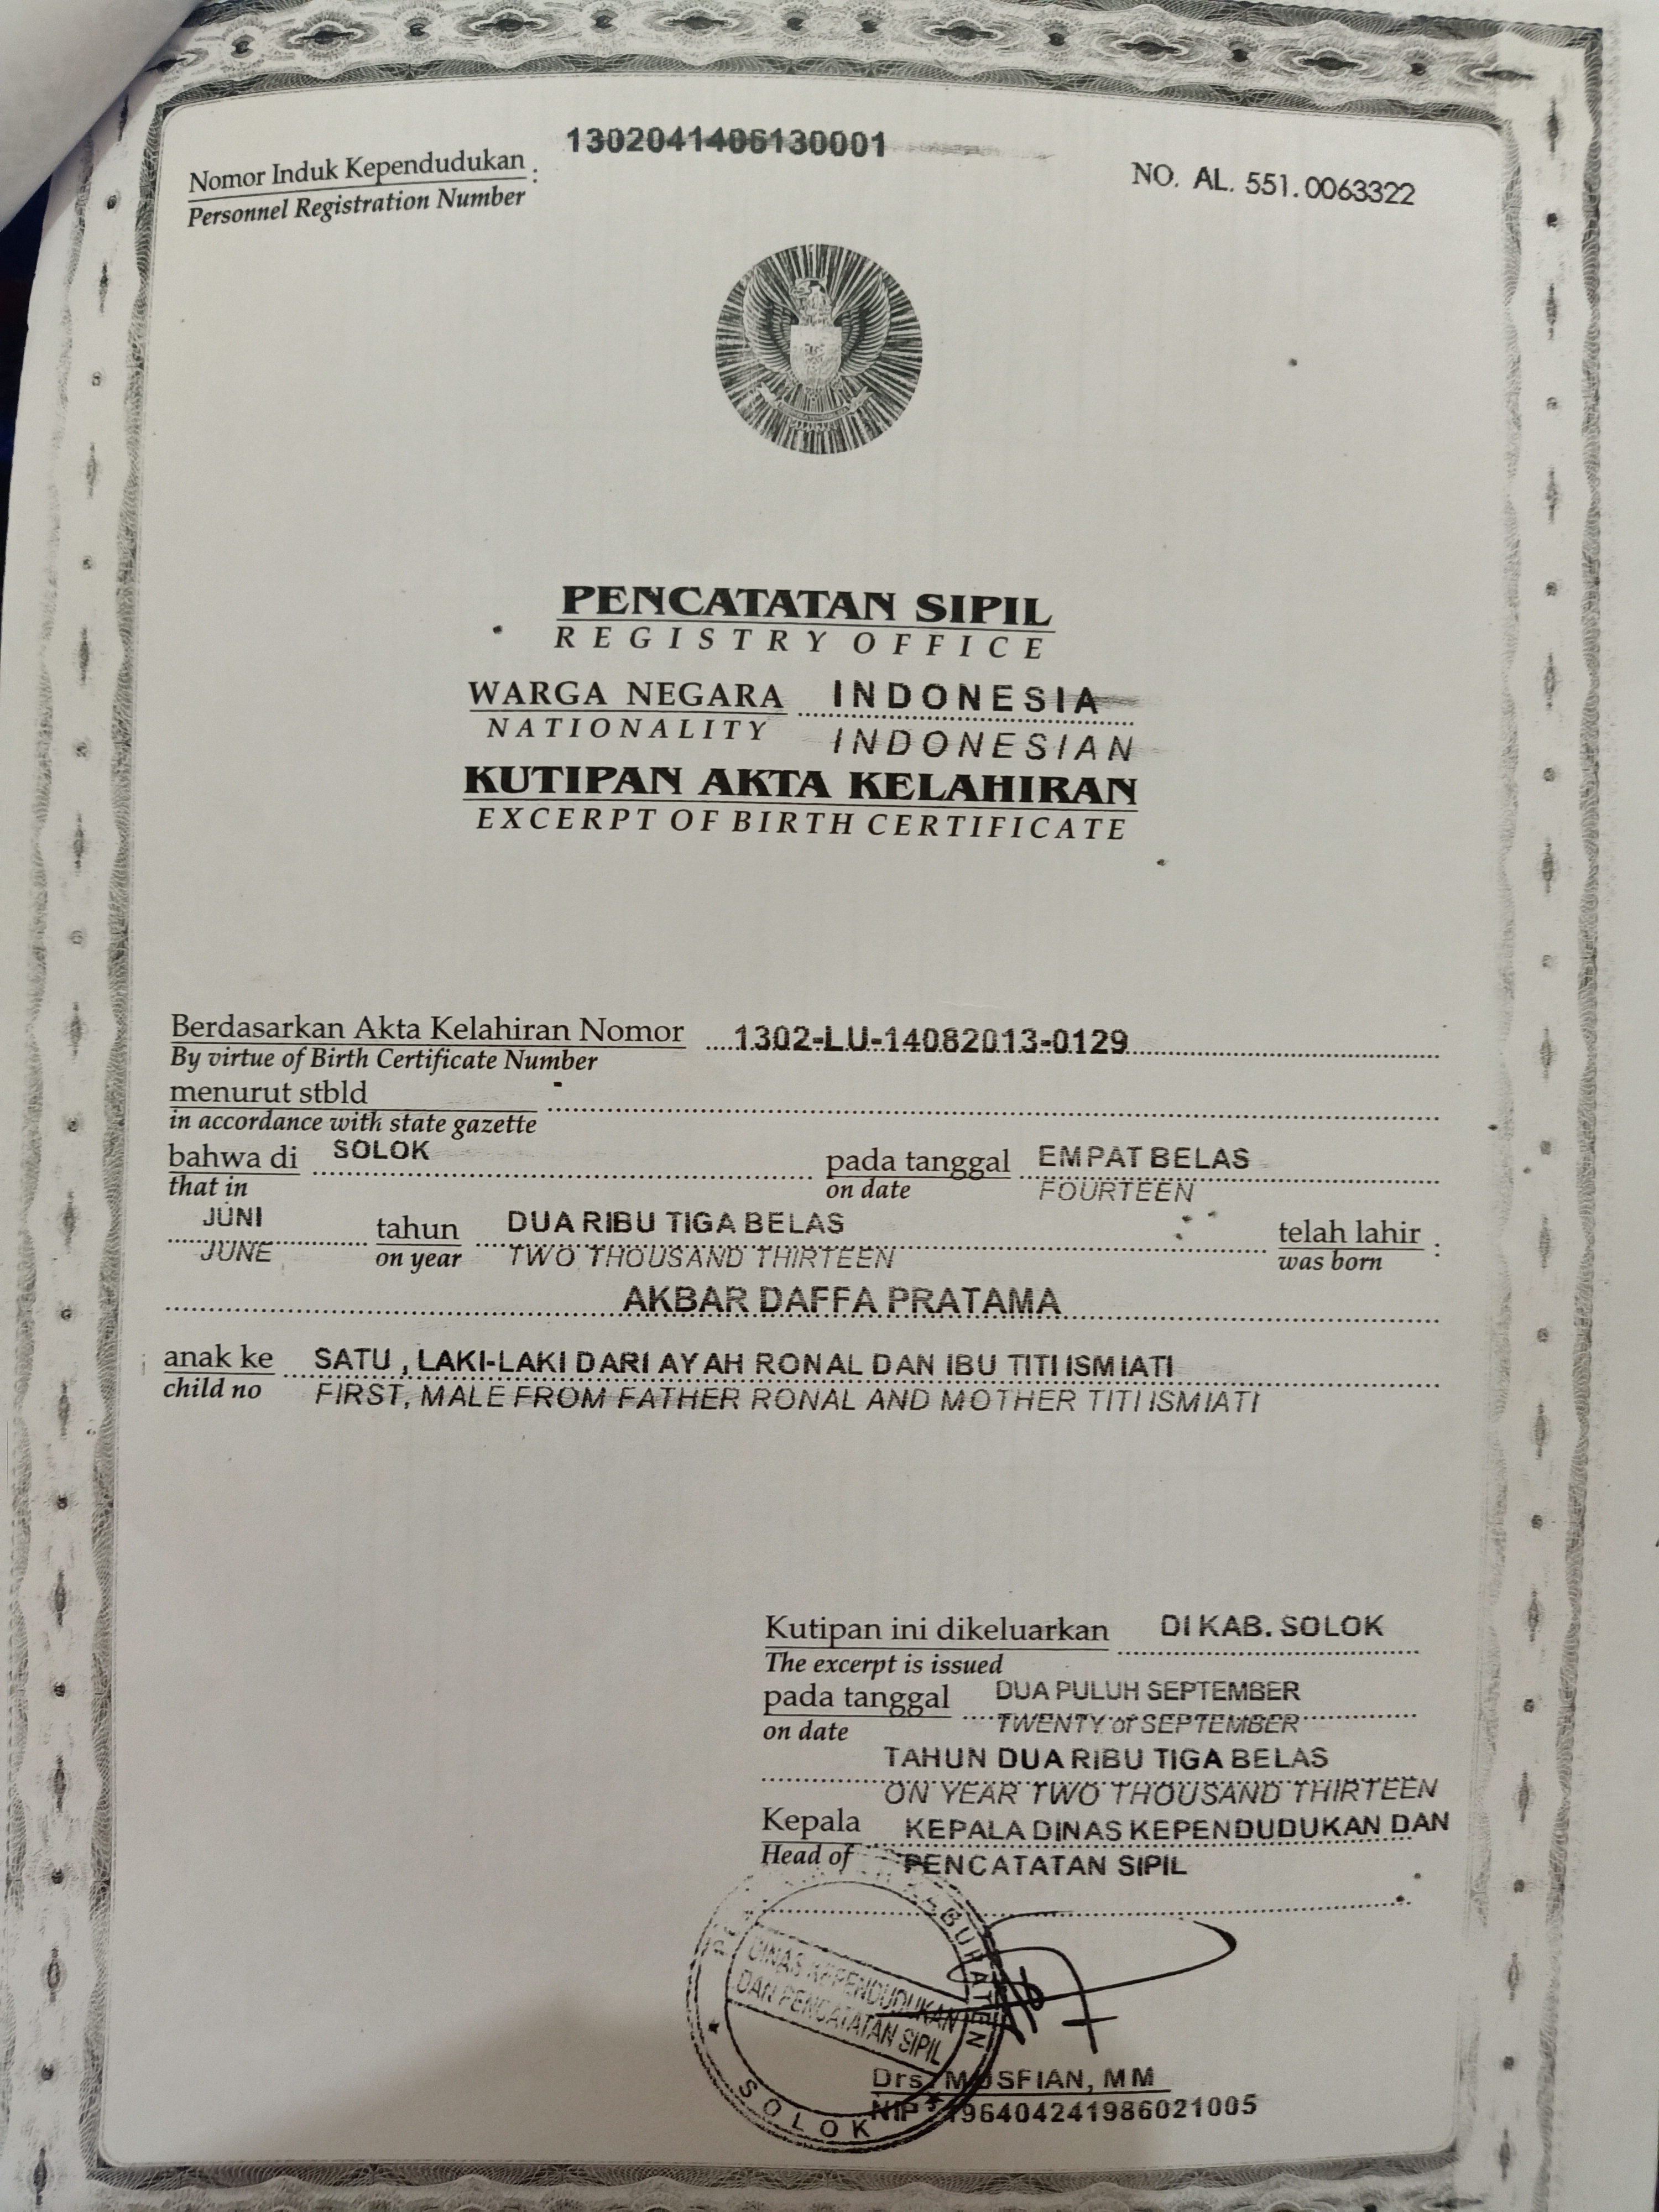 1302041406130001
Nomor Induk Kependudukan :
Personnel Registration Number
NO. AL. 551.0063322
PENCATATAN SIPIL
REGISTRY OFFICE
WARGA NEGARA INDONESIA
NATIONALITY INDONESIAN
KUTIPAN AKTA KELAHIRAN
EXCERPT OF BIRTH CERTIFICATE
Berdasarkan Akta Kelahiran Nomor 1302-LU-14082013-0129
By virtue of Birth Certificate Number
menurut stbld -
in accordance with state gazette
bahwa di SOLOK pada tanggal EMPAT BELAS
that in on date FOURTEEN
JUNI tahun DUA RIBU TIGA BELAS telah lahir :
JUNE on year TWO THOUSAND THIRTEEN was born
AKBAR DAFFA PRATAMA
anak ke SATU , LAKI-LAKI DARI AYAH RONAL DAN IBU TITI ISMIATI
child no FIRST, MALE FROM FATHER RONAL AND MOTHER TITI ISMIATI
Kutipan ini dikeluarkan DI KAB. SOLOK
The excerpt is issued
pada tanggal DUA PULUH SEPTEMBER
on date TWENTY of SEPTEMBER
TAHUN DUA RIBU TIGA BELAS
ON YEAR TWO THOUSAND THIRTEEN
Kepala KEPALA DINAS KEPENDUDUKAN DAN
Head of PENCATATAN SIPIL
KABUPATEN
DINAS KEPENDUDUKAN
DAN PENCATATAN SIPIL
SOLOK
Drs. MUSFIAN, MM
NIP 196404241986021005